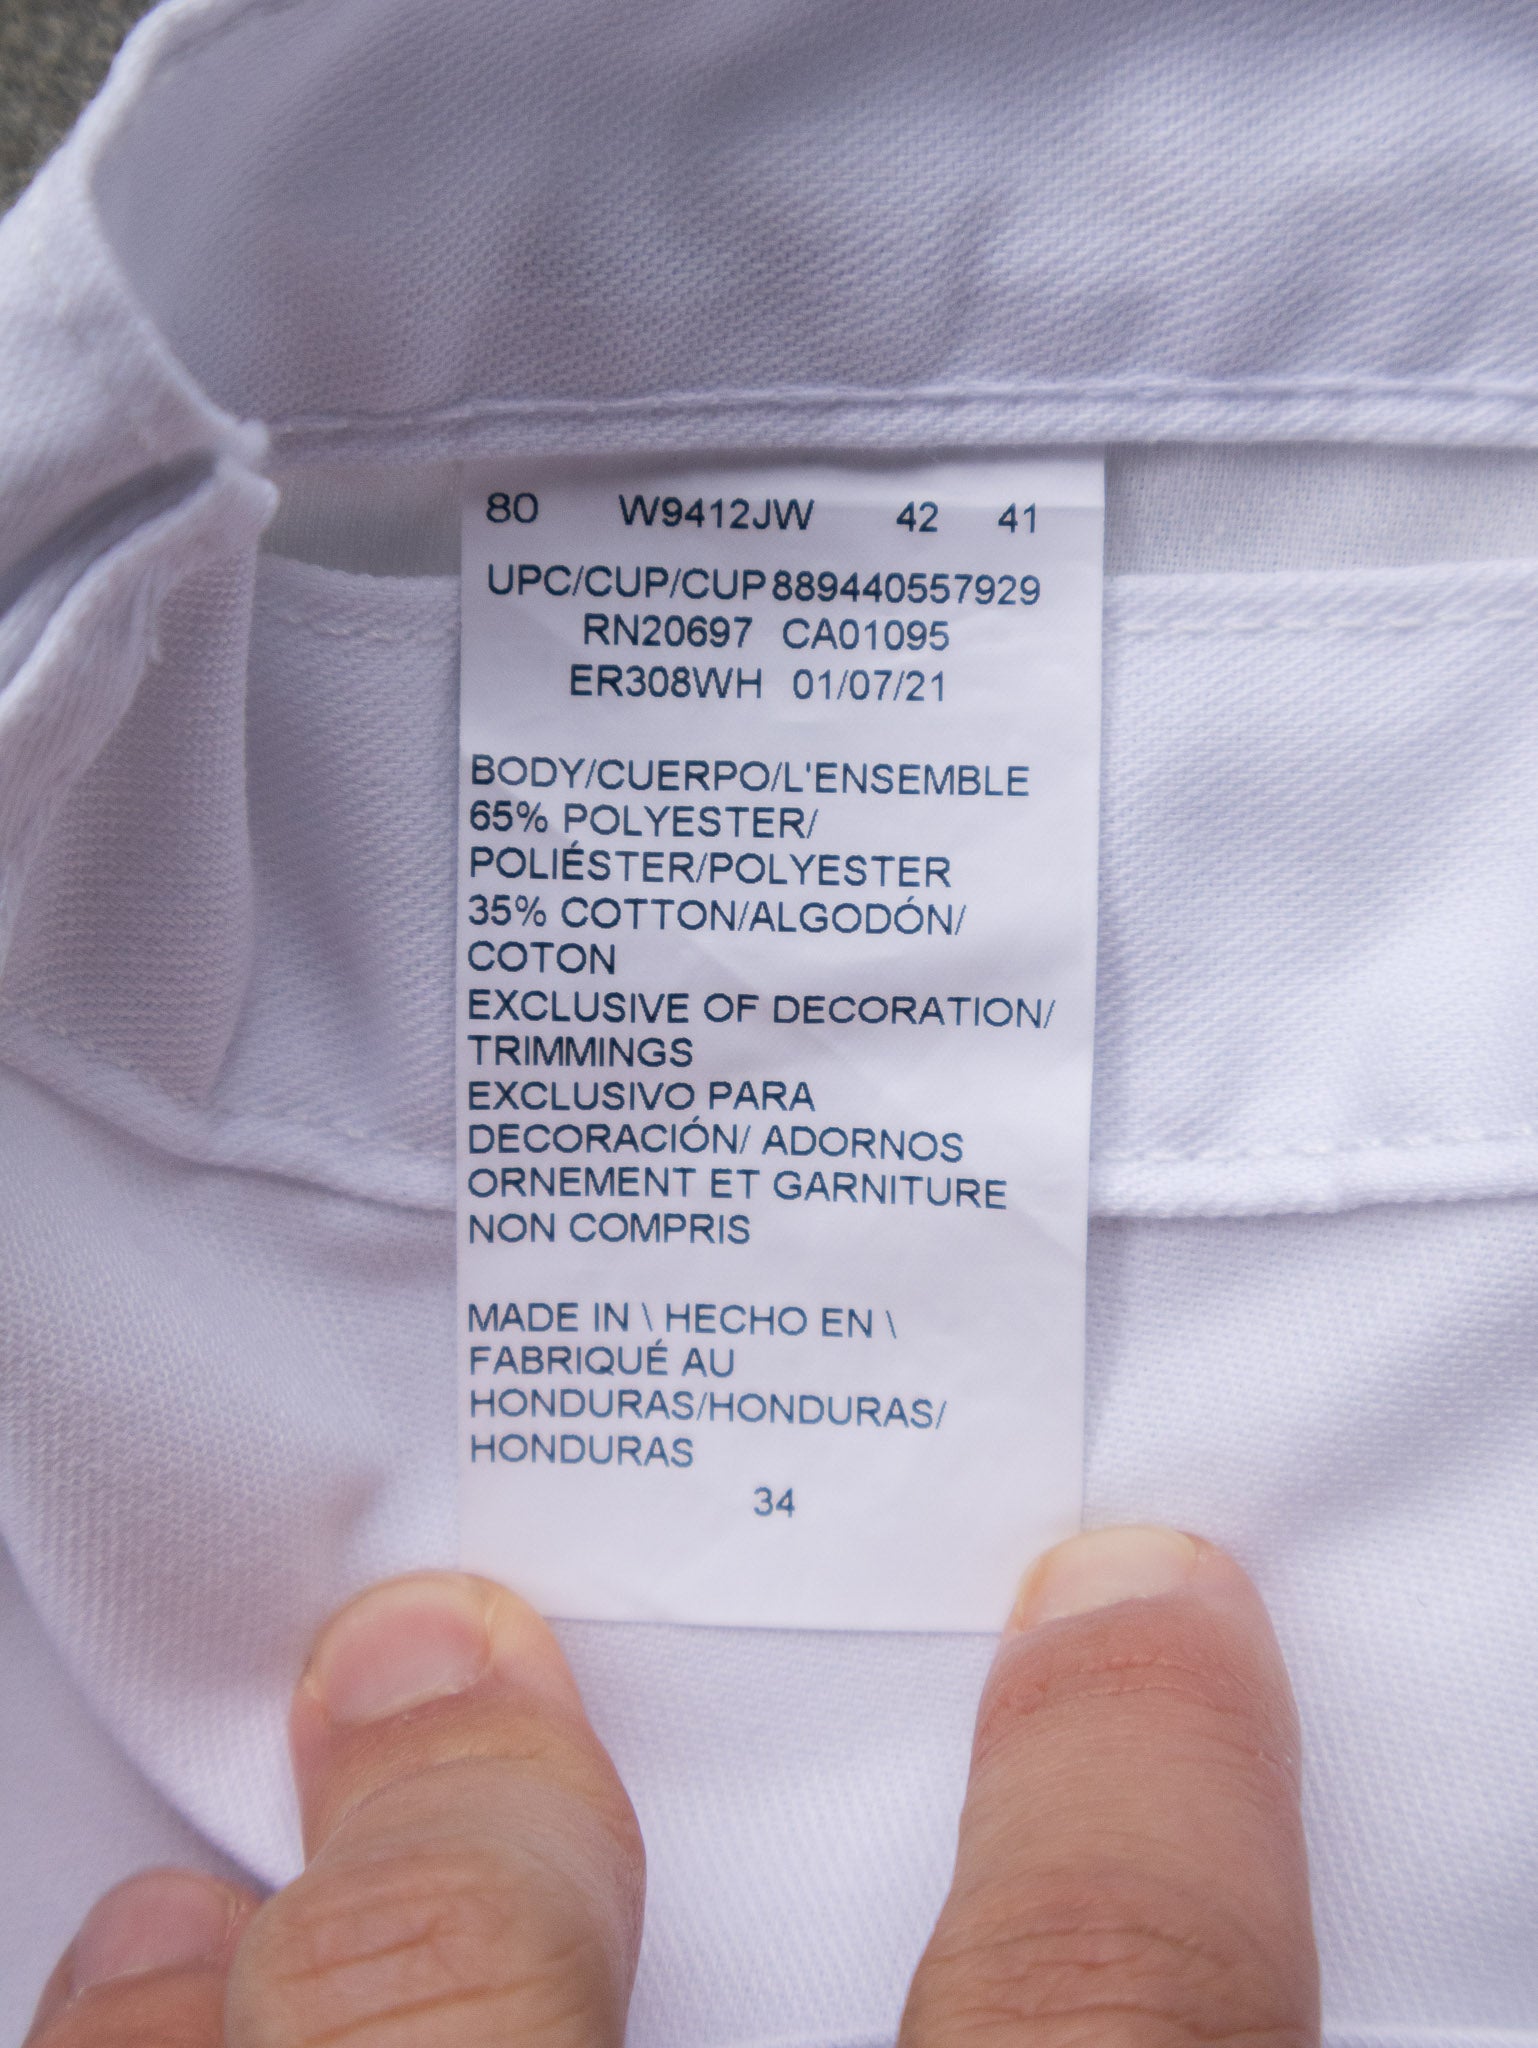 80 W9412JW 42 41
UPC/CUP/CUP889440557929
RN20697 CA01095
ER308WH 01/07/21
BODY/CUERPO/L'ENSEMBLE
65% POLYESTER/
POLIÉSTER/POLYESTER
35% COTTON/ALGODÓN/
COTON
EXCLUSIVE OF DECORATION/
TRIMMINGS
EXCLUSIVO PARA
DECORACIÓN/ ADORNOS
ORNEMENT ET GARNITURE
NON COMPRIS
MADE IN \ HECHO EN \
FABRIQUÉ AU
HONDURAS/HONDURAS/
HONDURAS
34